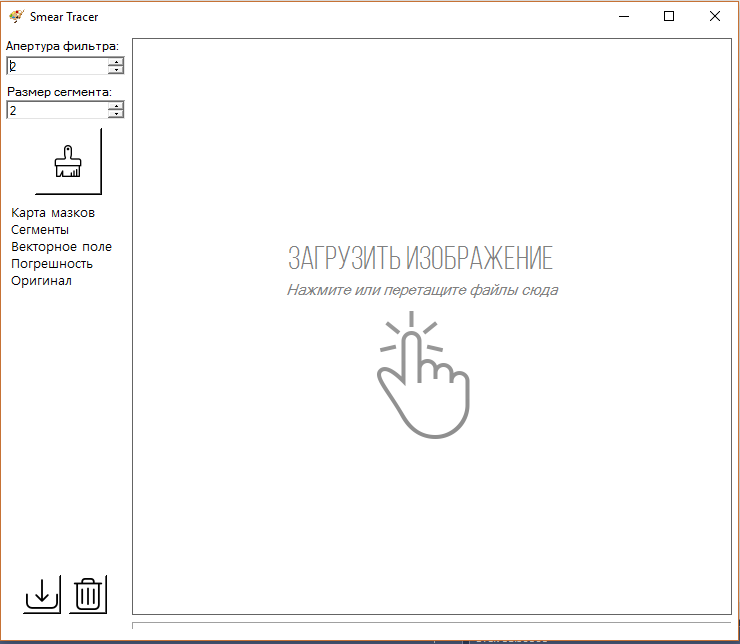 Smear Tracer
Апертура фильтра:
2
Размер сегмента:
2
Карта мазков
Сегменты
Векторное поле
Погрешность
Оригинал
ЗАГРУЗИТЬ ИЗОБРАЖЕНИЕ
Нажмите или перетащите файлы сюда